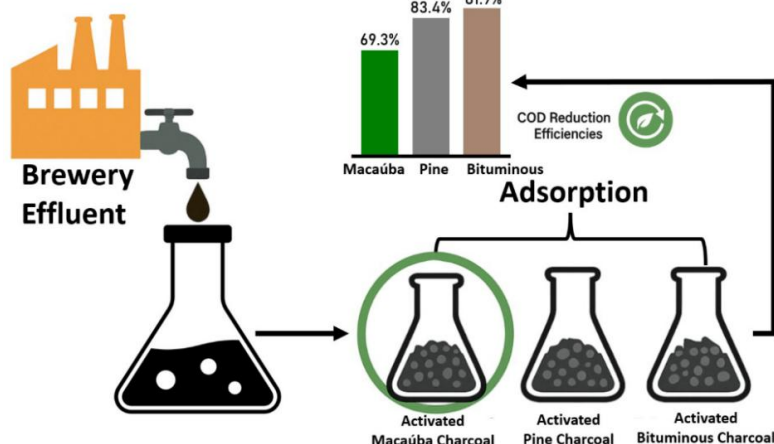 83.4%
69.3%
COD Reduction
Efficiencies
Macaúba Pine Bituminous
Brewery
Effluent
Adsorption
Activated
Macaúba Charcoal
Activated
Pine Charcoal
Activated
Bituminous Charcoal